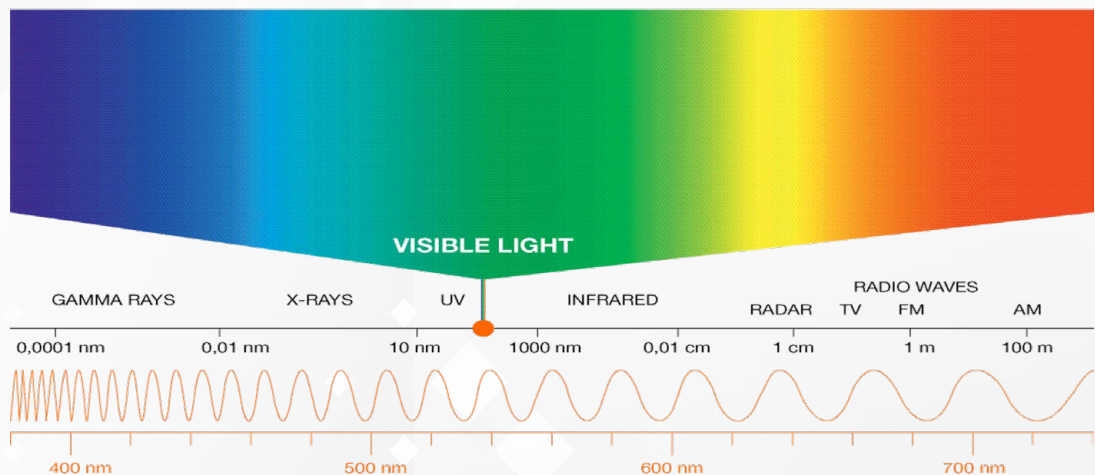 VISIBLE LIGHT
RADIO WAVES
GAMMA RAYS X-RAYS UV INFRARED RADAR TV FM AM
0,0001 nm 0,01 nm 10 nm 1000 nm 0,01 cm 1 cm 1 m 100 m
400 nm 500 nm 600 nm 700 nm